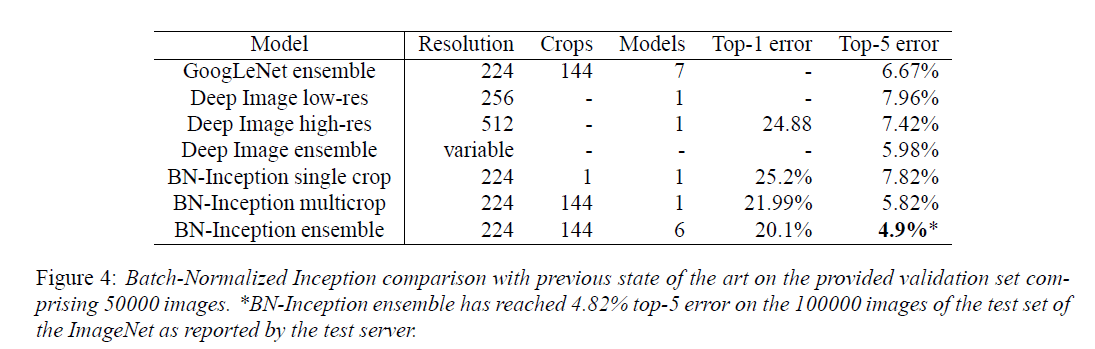 Model Resolution Crops Models Top-1 error Top-5 error
GoogLeNet ensemble 224 144 7 - 6.67%
Deep Image low-res 256 - 1 - 7.96%
Deep Image high-res 512 - 1 24.88 7.42%
Deep Image ensemble variable - - - 5.98%
BN-Inception single crop 224 1 1 25.2% 7.82%
BN-Inception multicrop 224 144 1 21.99% 5.82%
BN-Inception ensemble 224 144 6 20.1% 4.9%*
Figure 4: Batch-Normalized Inception comparison with previous state of the art on the provided validation set com-
prising 50000 images. *BN-Inception ensemble has reached 4.82% top-5 error on the 100000 images of the test set of
the ImageNet as reported by the test server.